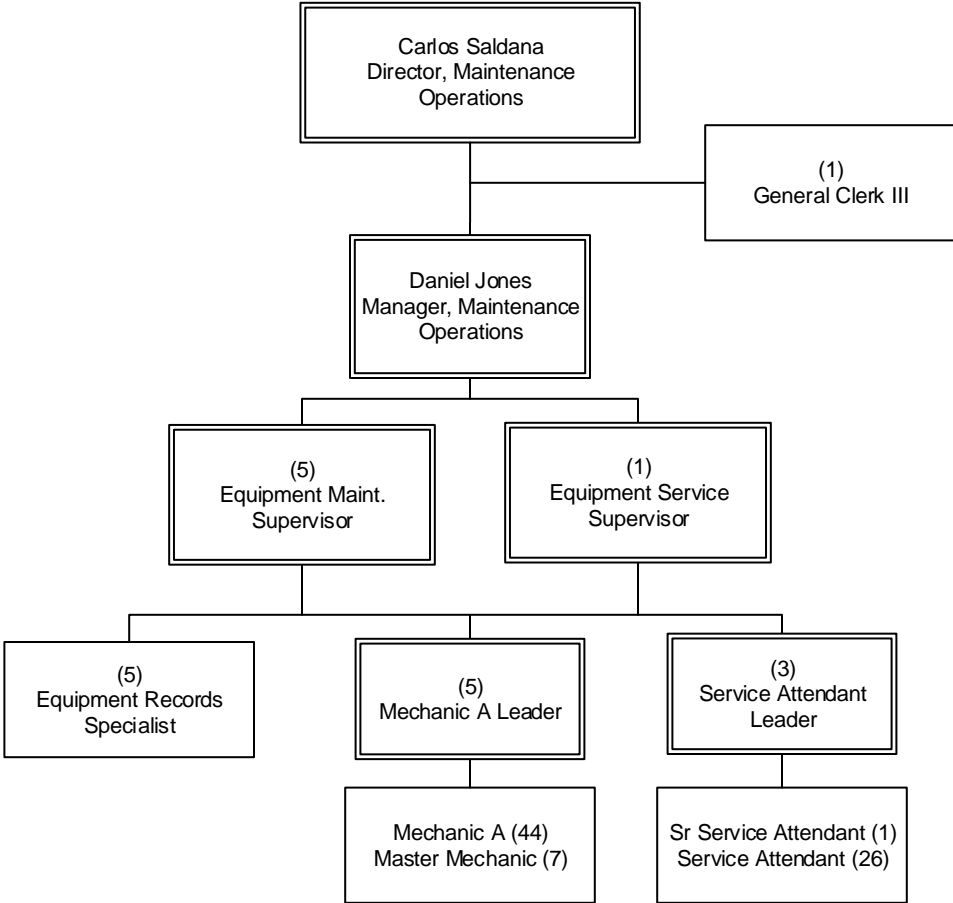 Carlos Saldana
Director, Maintenance
Operations
(1)
General Clerk III
Daniel Jones
Manager, Maintenance
Operations
(5)
Equipment Maint.
Supervisor
(1)
Equipment Service
Supervisor
(5)
Equipment Records
Specialist
(5)
Mechanic A Leader
(3)
Service Attendant
Leader
Mechanic A (44)
Master Mechanic (7)
Sr Service Attendant (1)
Service Attendant (26)